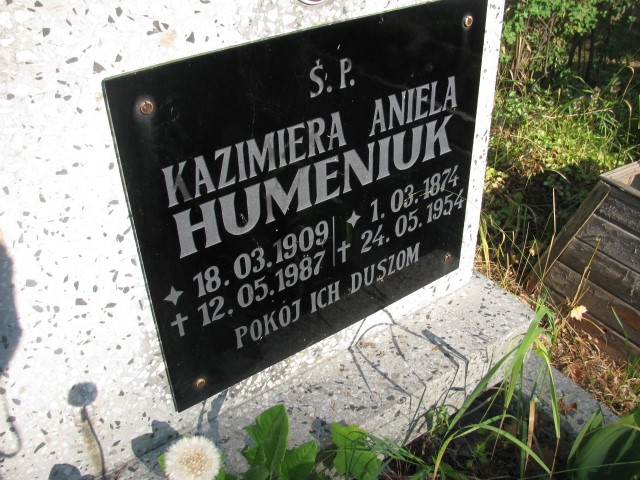 Ś. P.
KAZIMIERA ANIELA
HUMENIUK
✦ 18.03.1909 ✦ 1.03.1874
† 12.05.1987 † 24.05.1954
POKÓJ ICH DUSZOM